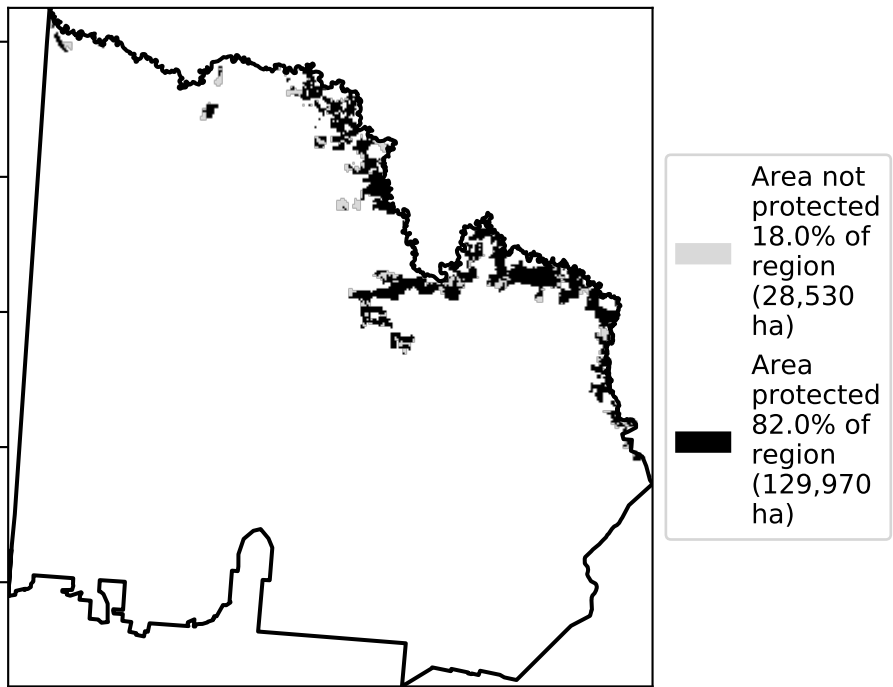 Area not
protected
18.0% of
region
(28,530
ha)
Area
protected
82.0% of
region
(129,970
ha)